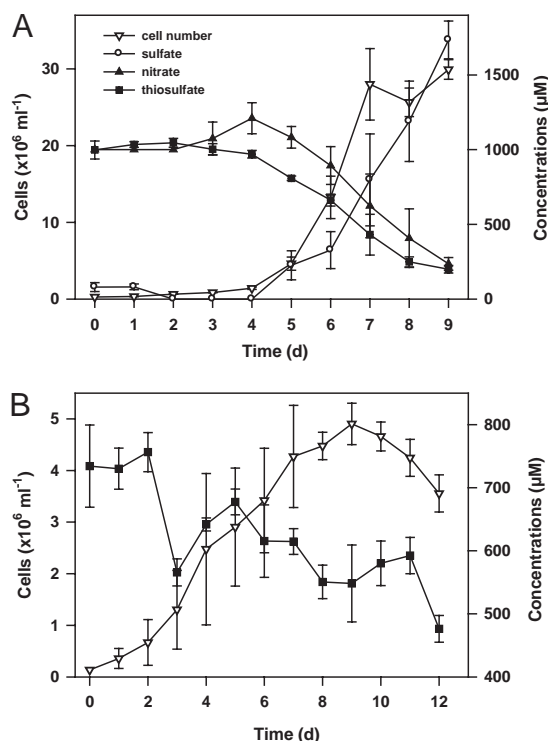 A
cell number
sulfate
nitrate
thiosulfate
Cells (x10⁶ ml⁻¹)
30
20
10
0
Concentrations (µM)
1500
1000
500
0
0 1 2 3 4 5 6 7 8 9
Time (d)
B
Cells (x10⁶ ml⁻¹)
5
4
3
2
1
0
Concentrations (µM)
800
700
600
500
400
0 2 4 6 8 10 12
Time (d)